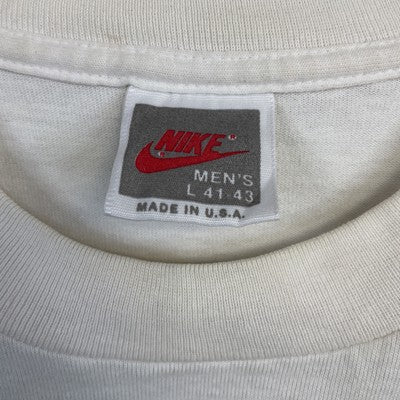 NIKE
MEN'S
L 41-43
MADE IN U.S.A.